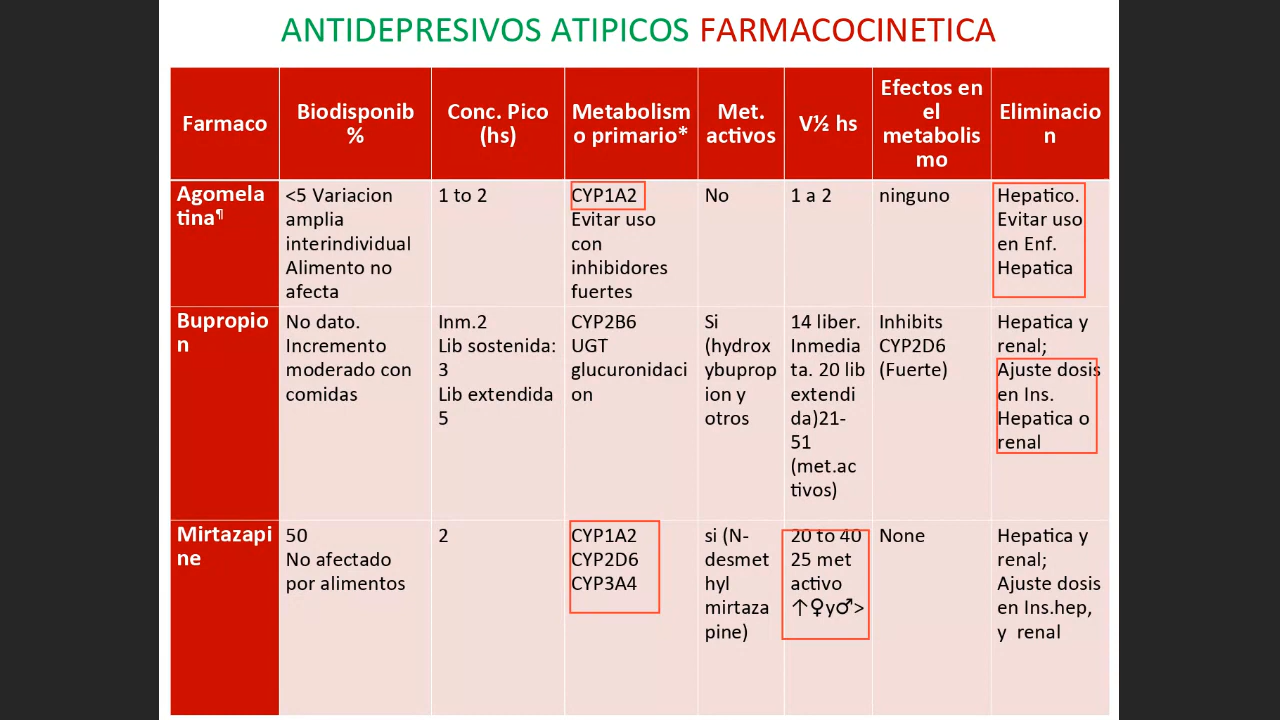 ANTIDEPRESIVOS ATIPICOS FARMACOCINETICA
Farmaco
Biodisponib
%
Conc. Pico
(hs)
Metabolism
o primario*
Met.
activos
V½ hs
Efectos en
el
metabolis
mo
Eliminacio
n
Agomela
tina¶
<5 Variacion
amplia
interindividual
Alimento no
afecta
1 to 2
CYP1A2
Evitar uso
con
inhibidores
fuertes
No
1 a 2
ninguno
Hepatico.
Evitar uso
en Enf.
Hepatica
Bupropio
n
No dato.
Incremento
moderado con
comidas
Inm.2
Lib sostenida:
3
Lib extendida
5
CYP2B6
UGT
glucuronidaci
on
Si
(hydrox
ybuprop
ion y
otros
14 liber.
Inmedia
ta. 20 lib
extendi
da)21-
51
(met.ac
tivos)
Inhibits
CYP2D6
(Fuerte)
Hepatica y
renal;
Ajuste dosis
en Ins.
Hepatica o
renal
Mirtazapi
ne
50
No afectado
por alimentos
2
CYP1A2
CYP2D6
CYP3A4
si (N-
desmet
hyl
mirtaza
pine)
20 to 40
25 met
activo
↑♀y♂>
None
Hepatica y
renal;
Ajuste dosis
en Ins.hep,
y renal